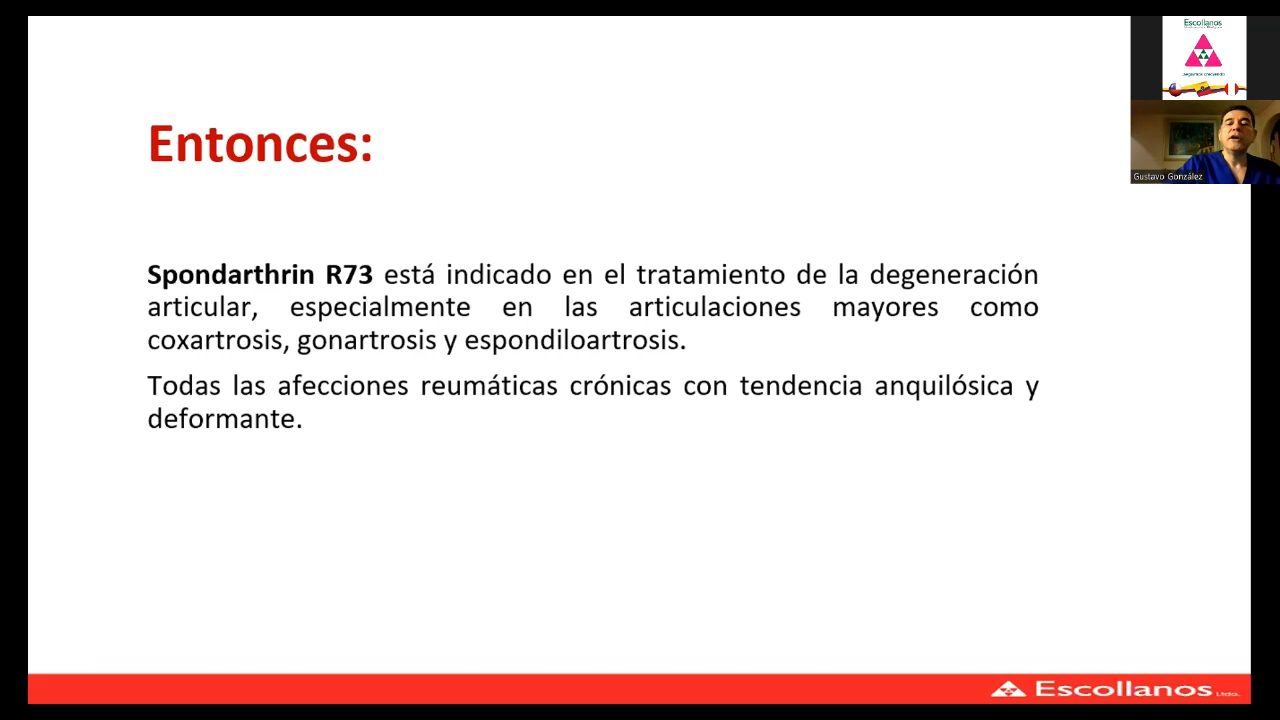 Escollanos
Entonces:
Gustavo González
Spondarthrin R73 está indicado en el tratamiento de la degeneración
articular, especialmente en las articulaciones mayores como
coxartrosis, gonartrosis y espondiloartrosis.
Todas las afecciones reumáticas crónicas con tendencia anquilósica y
deformante.
Escollanos Ltda.